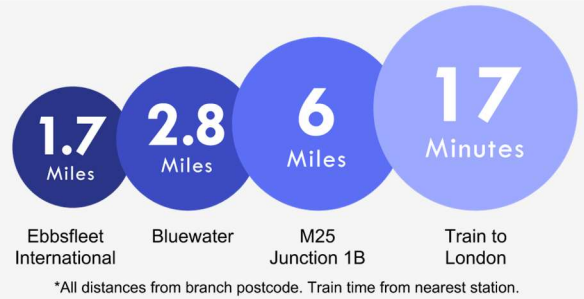 1.7
Miles
2.8
Miles
6
Miles
17
Minutes
Ebbsfleet
International
Bluewater
M25
Junction 1B
Train to
London
*All distances from branch postcode. Train time from nearest station.